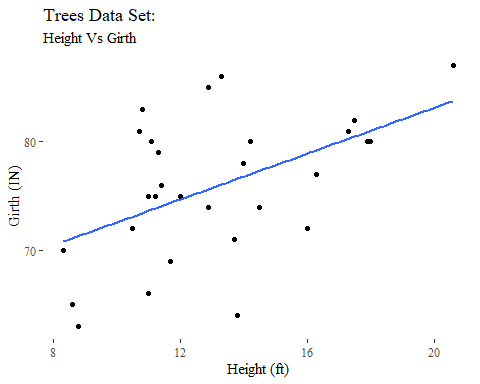 Trees Data Set:
Height Vs Girth
Girth (IN)
80
70
8
12
16
20
Height (ft)